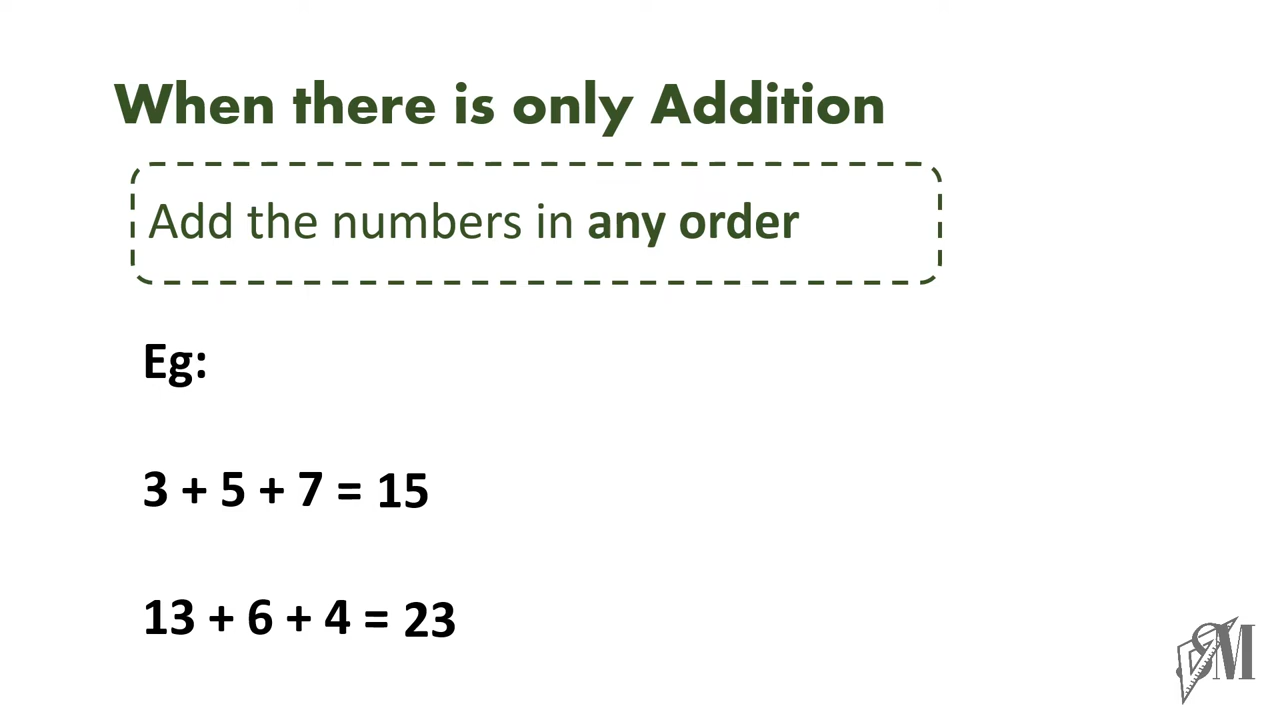 When there is only Addition
Add the numbers in any order
Eg:
3 + 5 + 7 = 15
13 + 6 + 4 = 23
SM